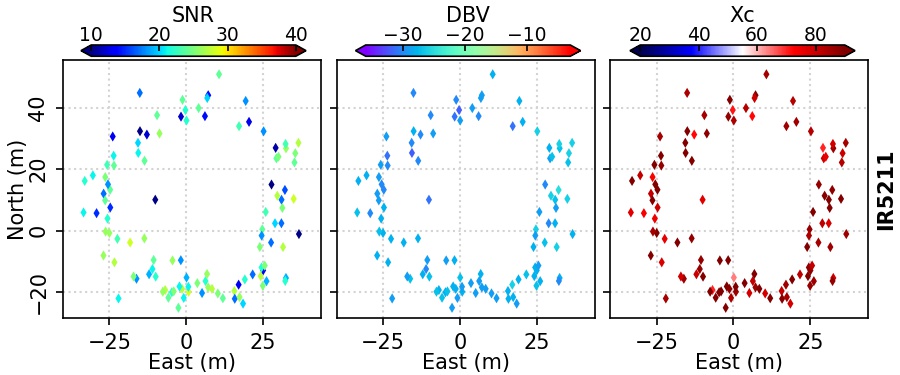 SNR DBV Xc
10 20 30 40 −30 −20 −10 20 40 60 80
40
20
0
−20
North (m)
IR5211
−25 0 25 −25 0 25 −25 0 25
East (m) East (m) East (m)